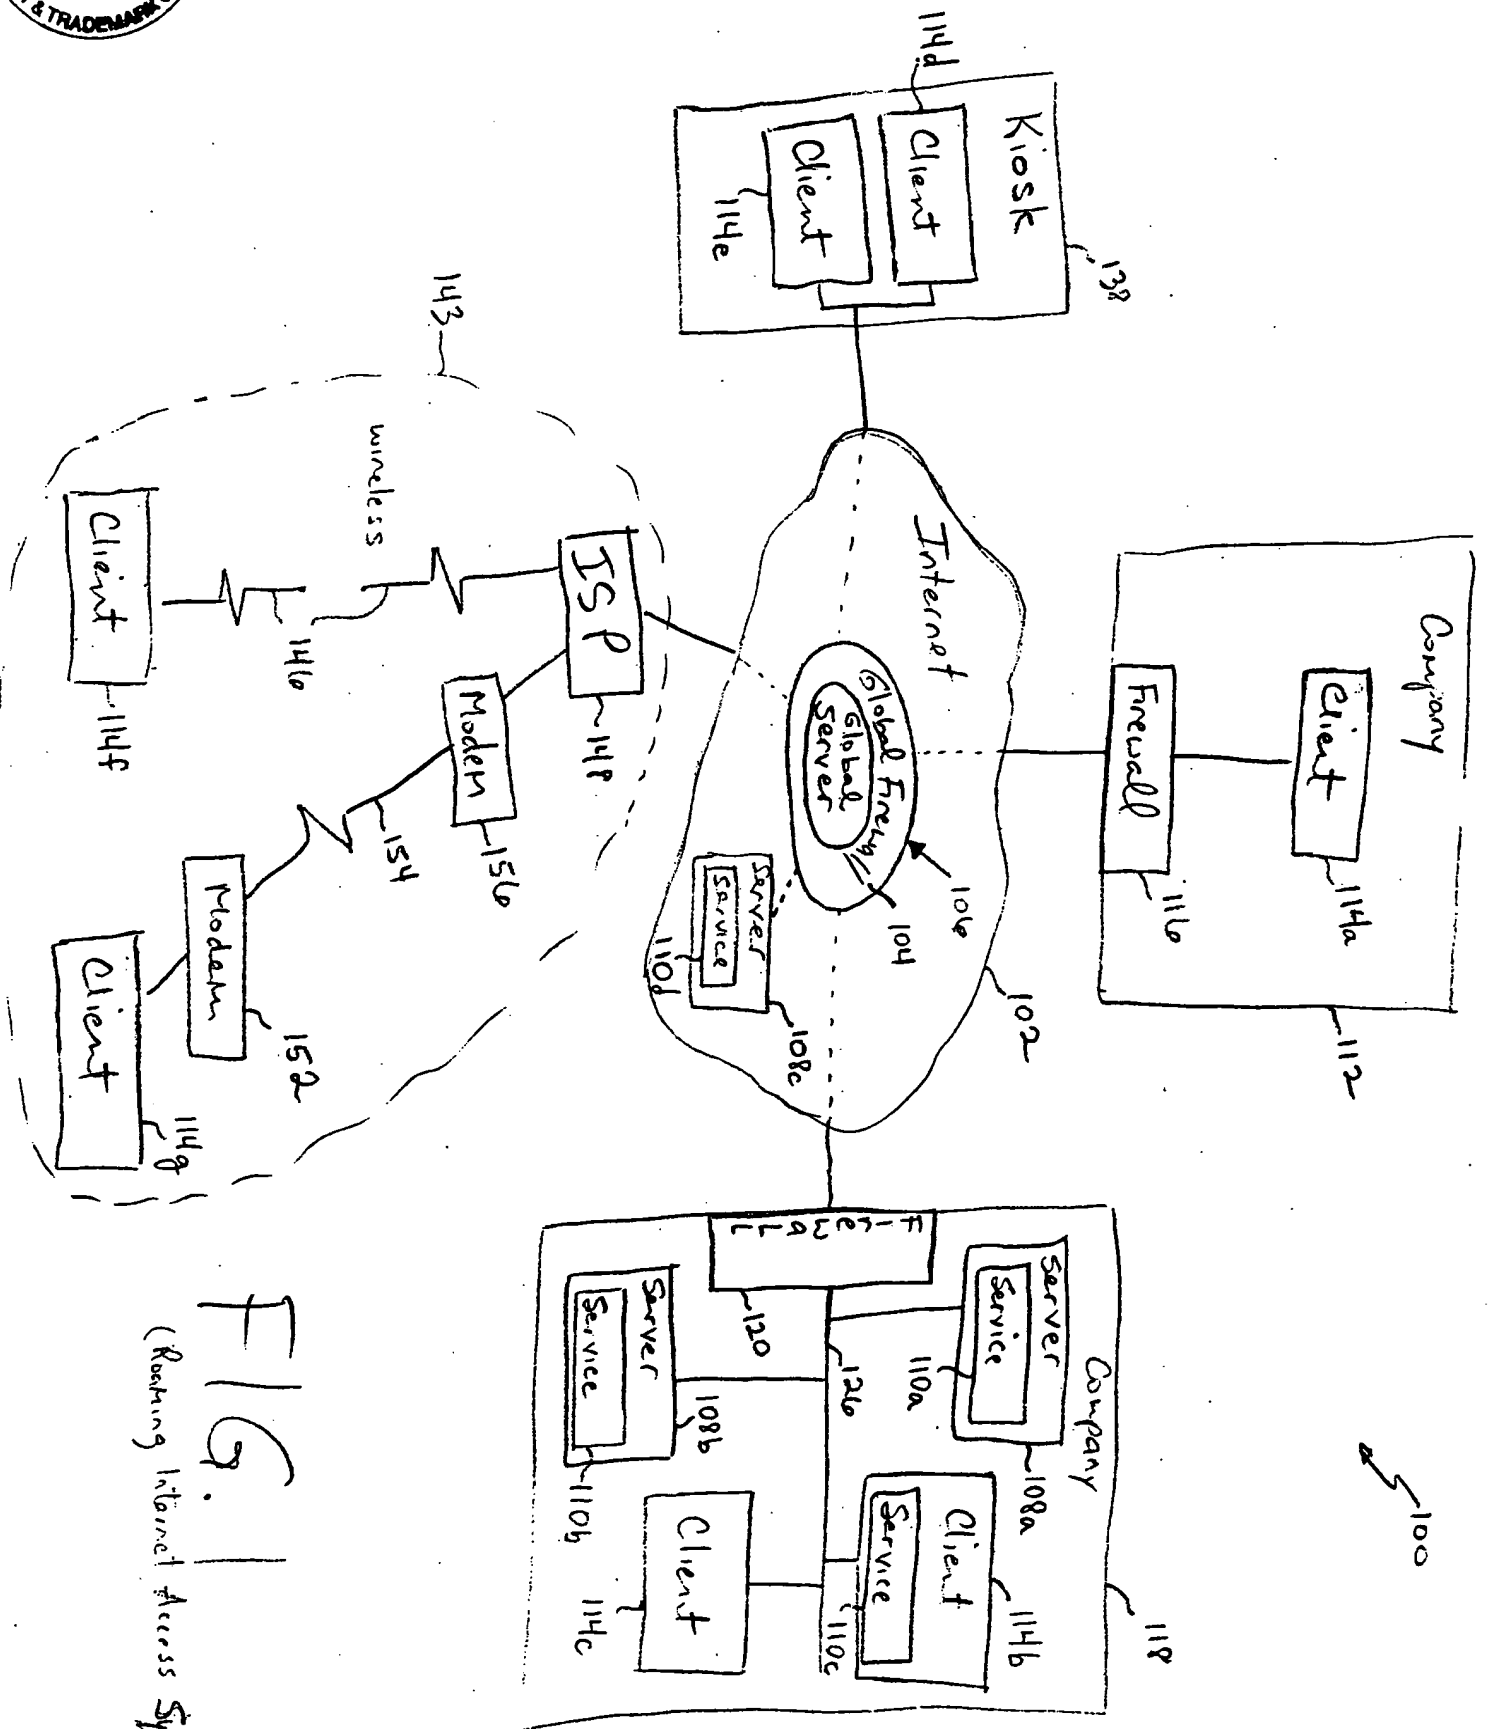 & TRADEMARK
100
Company
112
Client
114a
Firewall
116
Kiosk
138
114d
Client
Client
114e
Internet
102
Global Firewall
Global
Server
106
104
Server
Service
108c
110d
Company
118
Firewall
120
126
Server
Service
110a
108a
Server
Service
108b
110b
Client
Service
114b
110c
Client
114c
143
ISP
148
wireless
146
Client
114f
Modem
156
154
Modem
152
Client
114g
FIG. 1
(Roaming Internet Access